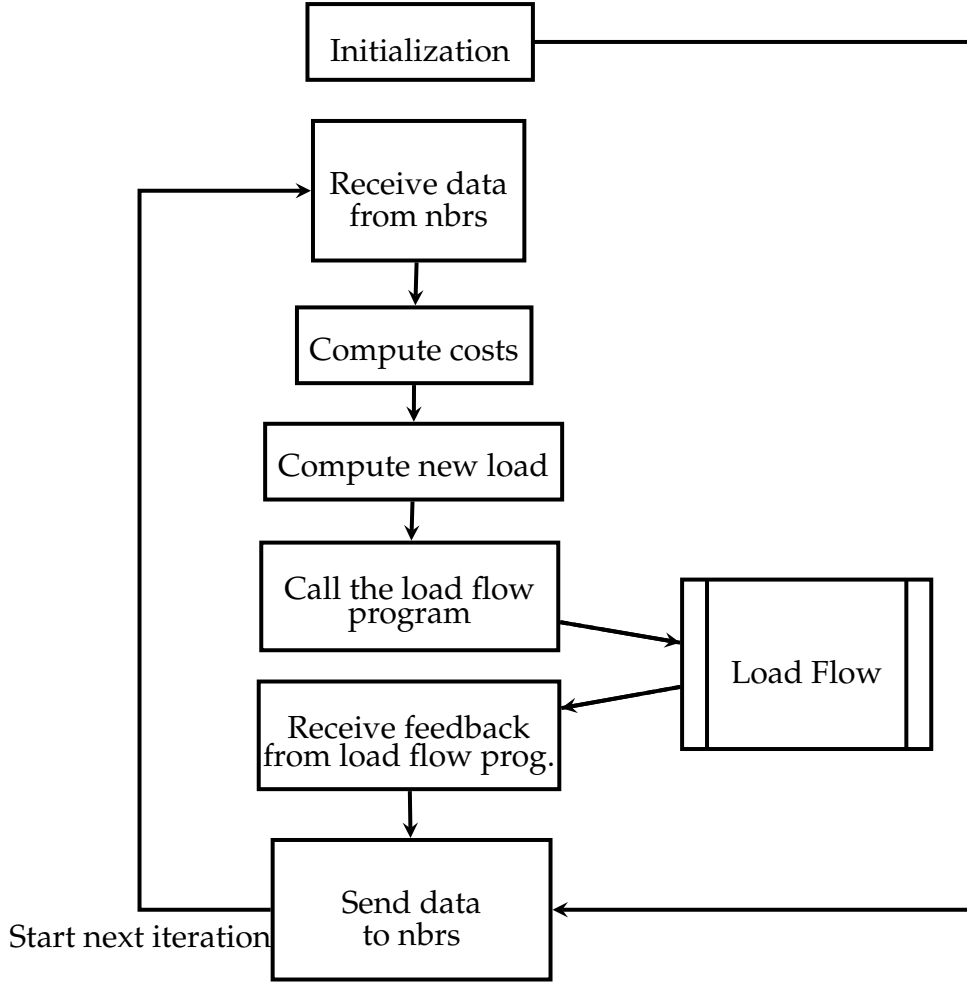 Initialization
Receive data
from nbrs
Compute costs
Compute new load
Call the load flow
program
Load Flow
Receive feedback
from load flow prog.
Send data
to nbrs
Start next iteration